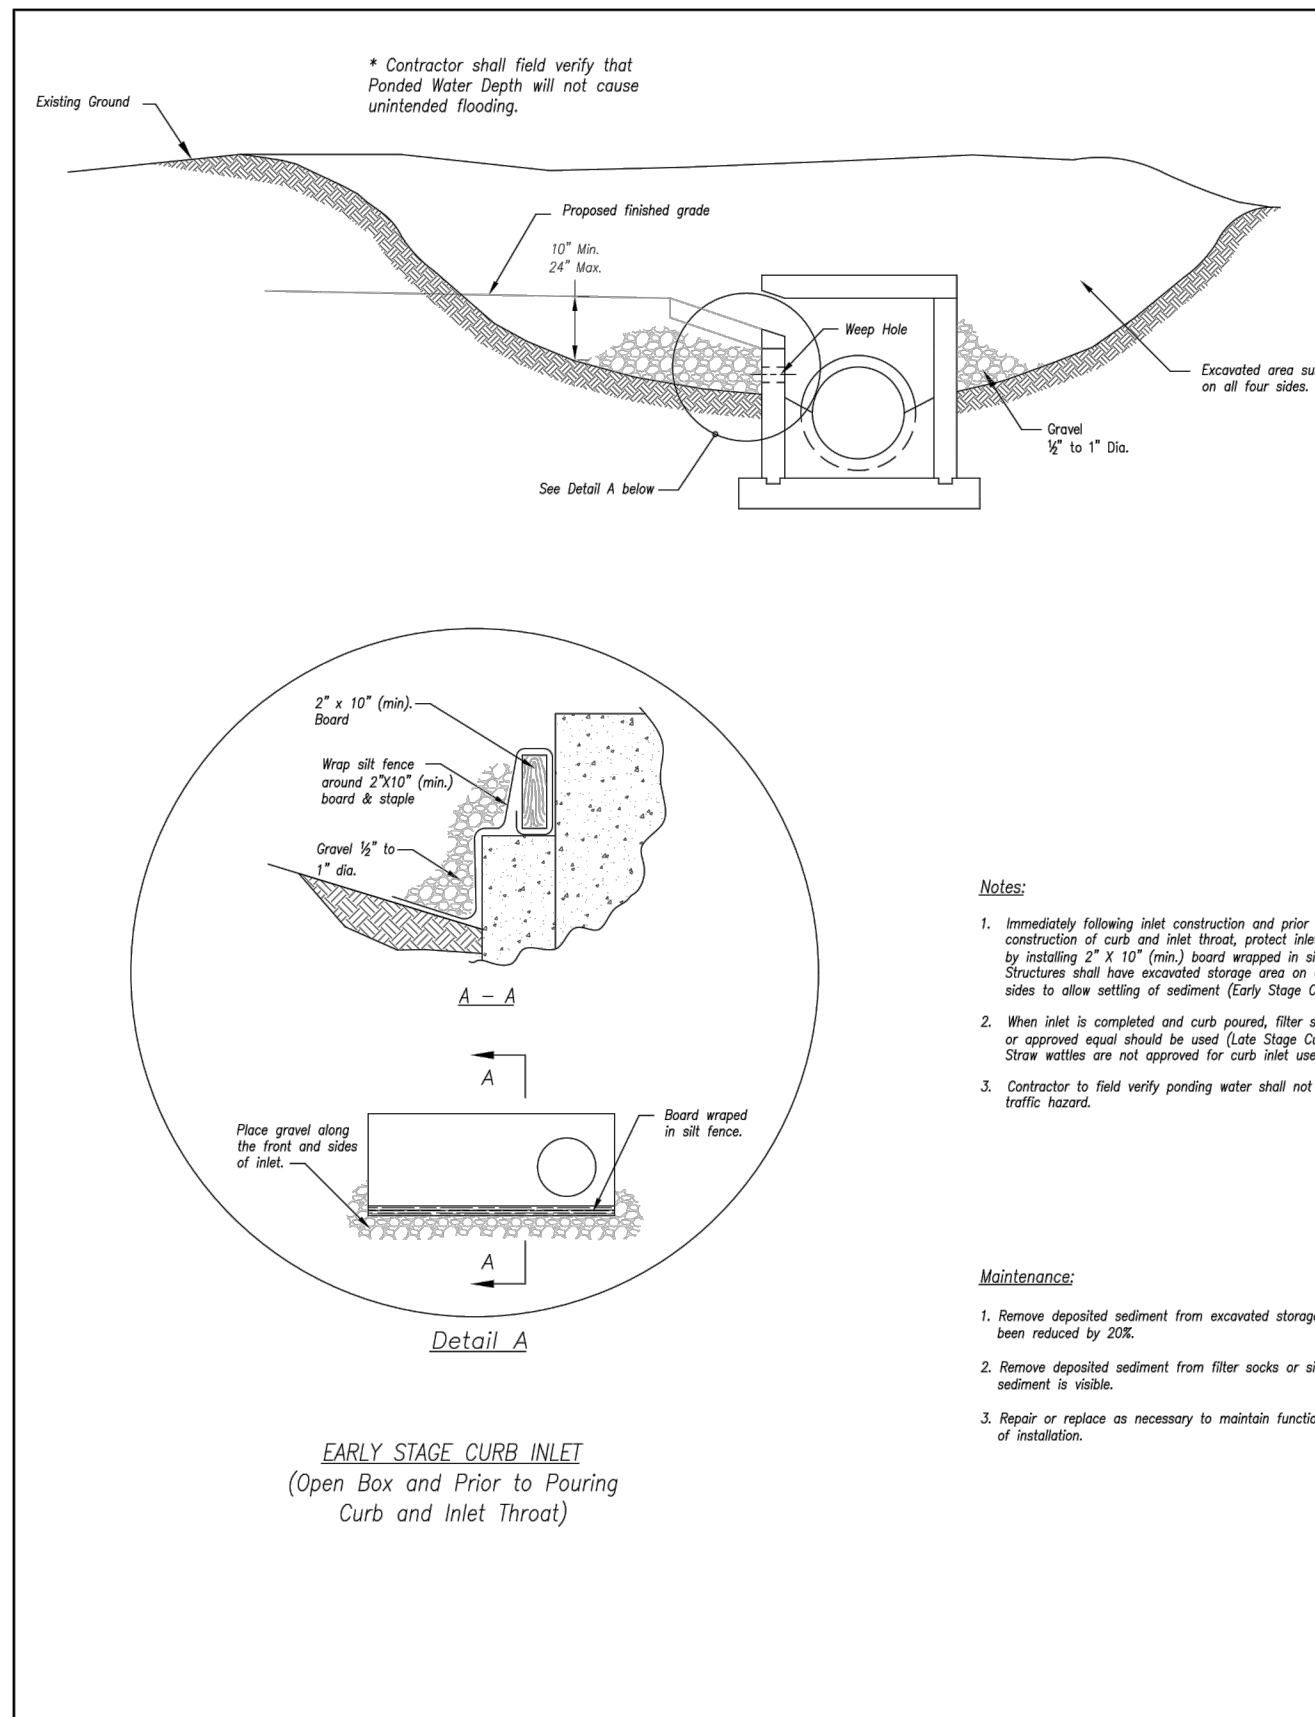 * Contractor shall field verify that
Ponded Water Depth will not cause
unintended flooding.
Existing Ground
Proposed finished grade
10" Min.
24" Max.
Weep Hole
Excavated area su
on all four sides.
Gravel
½" to 1" Dia.
See Detail A below
2" x 10" (min).
Board
Wrap silt fence
around 2"X10" (min.)
board & staple
Gravel ½" to
1" dia.
A – A
A
Place gravel along
the front and sides
of inlet.
Board wraped
in silt fence.
A
Detail A
EARLY STAGE CURB INLET
(Open Box and Prior to Pouring
Curb and Inlet Throat)
Notes:
1. Immediately following inlet construction and prior
construction of curb and inlet throat, protect inle
by installing 2" X 10" (min.) board wrapped in si
Structures shall have excavated storage area on
sides to allow settling of sediment (Early Stage C
2. When inlet is completed and curb poured, filter s
or approved equal should be used (Late Stage Cu
Straw wattles are not approved for curb inlet use
3. Contractor to field verify ponding water shall not
traffic hazard.
Maintenance:
1. Remove deposited sediment from excavated storage
been reduced by 20%.
2. Remove deposited sediment from filter socks or si
sediment is visible.
3. Repair or replace as necessary to maintain functio
of installation.